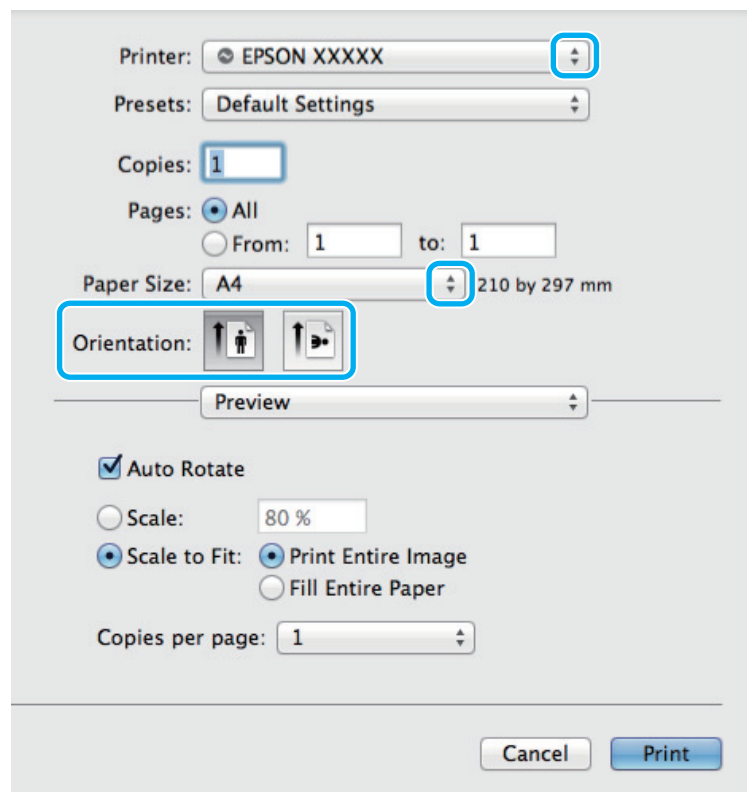 Printer: EPSON XXXXX
Presets: Default Settings
Copies: 1
Pages: All
From: 1 to: 1
Paper Size: A4 210 by 297 mm
Orientation:
Preview
Auto Rotate
Scale: 80 %
Scale to Fit: Print Entire Image
Fill Entire Paper
Copies per page: 1
Cancel Print